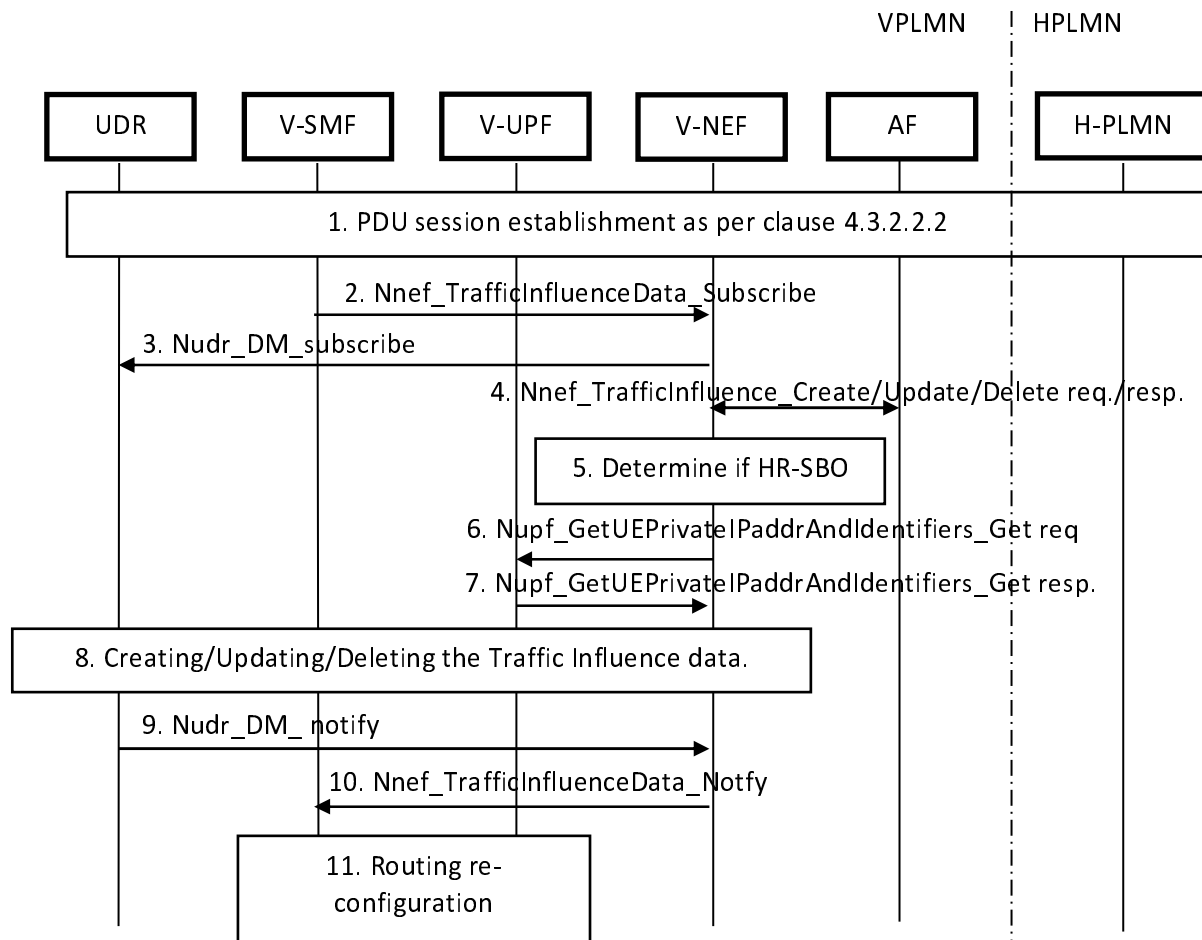 VPLMN
HPLMN
UDR
V-SMF
V-UPF
V-NEF
AF
H-PLMN
1. PDU session establishment as per clause 4.3.2.2.2
2. Nnef_TrafficInfluenceData_Subscribe
3. Nudr_DM_subscribe
4. Nnef_TrafficInfluence_Create/Update/Delete req./resp.
5. Determine if HR-SBO
6. Nupf_GetUEPrivateIPaddrAndIdentifiers_Get req
7. Nupf_GetUEPrivateIPaddrAndIdentifiers_Get resp.
8. Creating/Updating/Deleting the Traffic Influence data.
9. Nudr_DM_ notify
10. Nnef_TrafficInfluenceData_Notfy
11. Routing re-
configuration